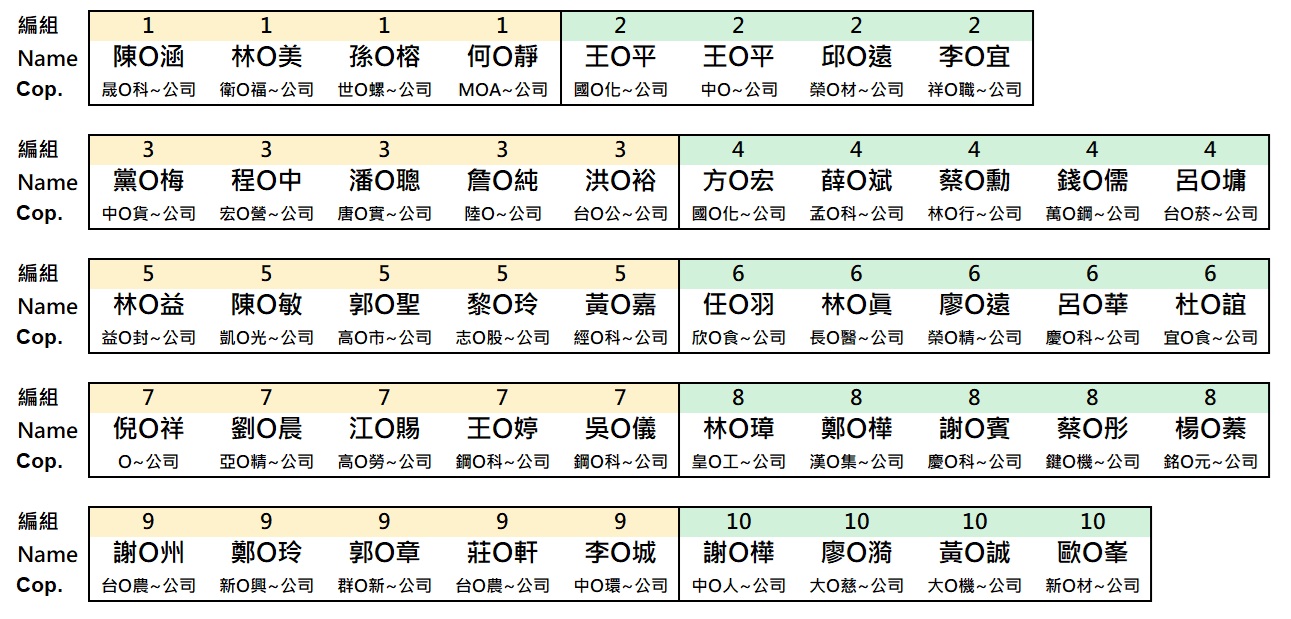 編組 1 1 1 1 2 2 2 2
Name 陳O涵 林O美 孫O榕 何O靜 王O平 王O平 邱O遠 李O宜
Cop. 晟O科~公司 衛O福~公司 世O螺~公司 MOA~公司 國O化~公司 中O~公司 榮O材~公司 祥O職~公司
編組 3 3 3 3 3 4 4 4 4 4
Name 黨O梅 程O中 潘O聰 詹O純 洪O裕 方O宏 薛O斌 蔡O勳 錢O儒 呂O墉
Cop. 中O貨~公司 宏O營~公司 唐O實~公司 陸O~公司 台O公~公司 國O化~公司 孟O科~公司 林O行~公司 萬O鋼~公司 台O菸~公司
編組 5 5 5 5 5 6 6 6 6 6
Name 林O益 陳O敏 郭O聖 黎O玲 黃O嘉 任O羽 林O眞 廖O遠 呂O華 杜O誼
Cop. 益O封~公司 凱O光~公司 高O市~公司 志O股~公司 經O科~公司 欣O食~公司 長O醫~公司 榮O精~公司 慶O科~公司 宜O食~公司
編組 7 7 7 7 7 8 8 8 8 8
Name 倪O祥 劉O晨 江O賜 王O婷 吳O儀 林O璋 鄭O樺 謝O賓 蔡O彤 楊O蓁
Cop. O~公司 亞O精~公司 高O勞~公司 鋼O科~公司 鋼O科~公司 皇O工~公司 漢O集~公司 慶O科~公司 鍵O機~公司 銘O元~公司
編組 9 9 9 9 9 10 10 10 10
Name 謝O州 鄭O玲 郭O章 莊O軒 李O城 謝O樺 廖O漪 黃O誠 歐O峯
Cop. 台O農~公司 新O興~公司 群O新~公司 台O農~公司 中O環~公司 中O人~公司 大O慈~公司 大O機~公司 新O材~公司